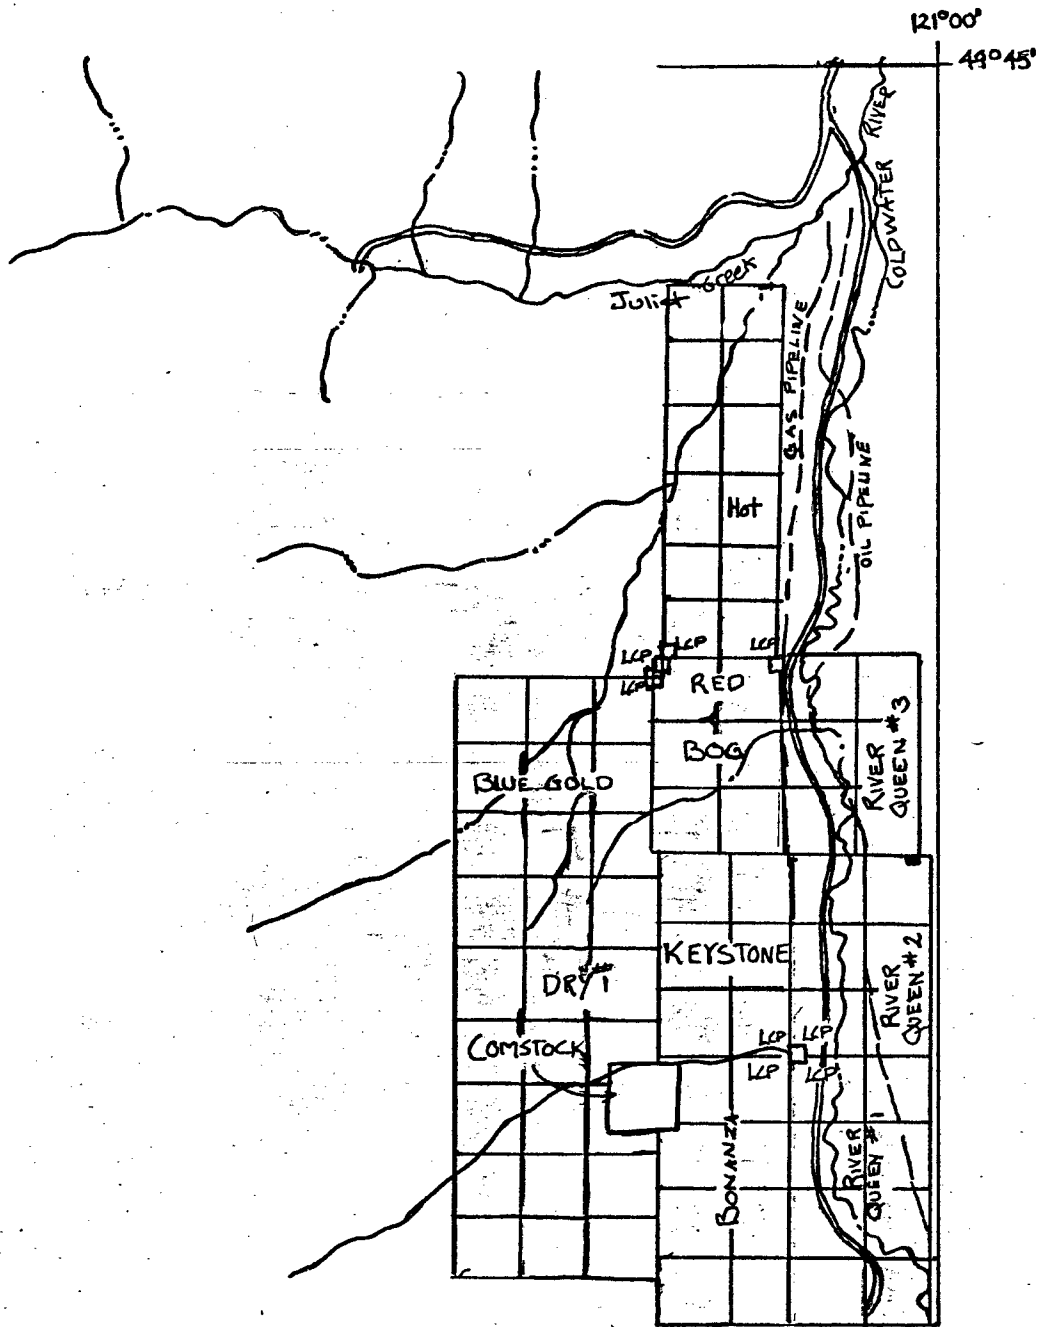 121°00'
49°45'
COLDWATER RIVER
Juliet Creek
GAS PIPELINE
OIL PIPELINE
Hot
LCP
LCP
LCP
LCP
RED
BOG
RIVER
QUEEN #3
BLUE GOLD
KEYSTONE
RIVER
QUEEN #2
DRY #1
COMSTOCK
LCP
LCP
LCP
LCP
BONANZA
RIVER
QUEEN #1